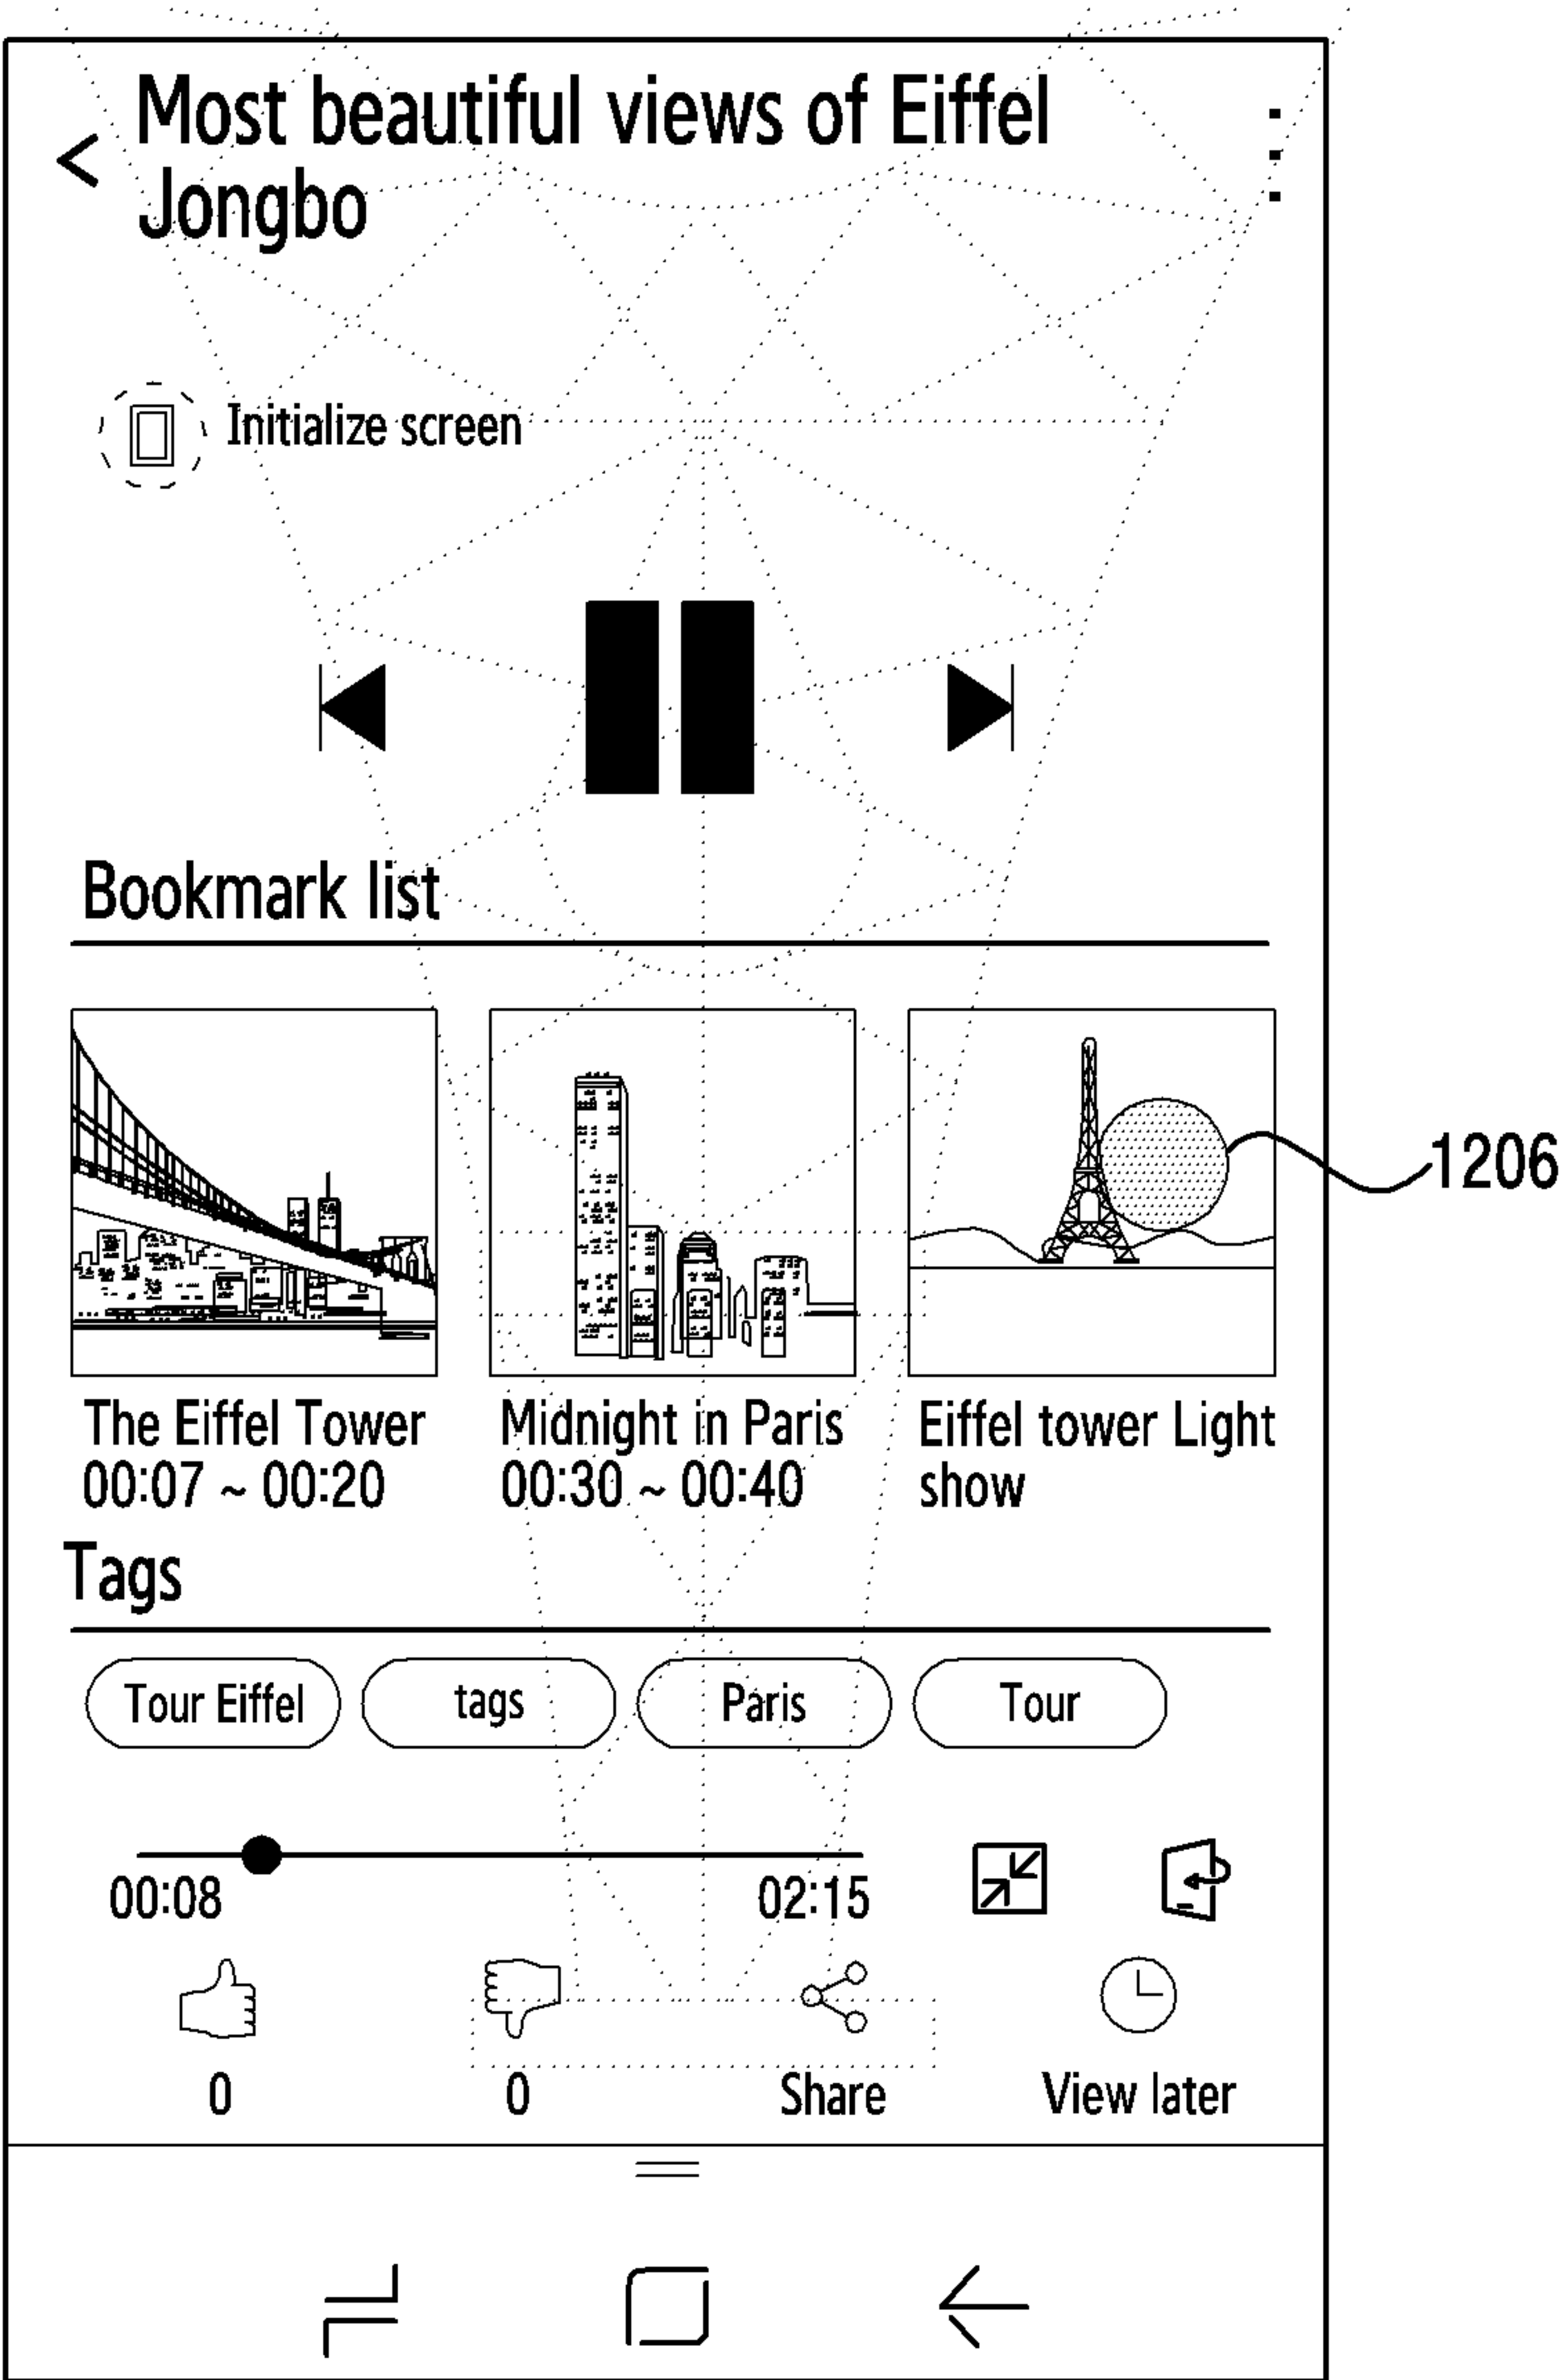 Most beautiful views of Eiffel
Jongbo
Initialize screen
Bookmark list
1206
The Eiffel Tower
00:07 ~ 00:20
Midnight in Paris
00:30 ~ 00:40
Eiffel tower Light
show
Tags
Tour Eiffel
tags
Paris
Tour
00:08
02:15
0
0
Share
View later